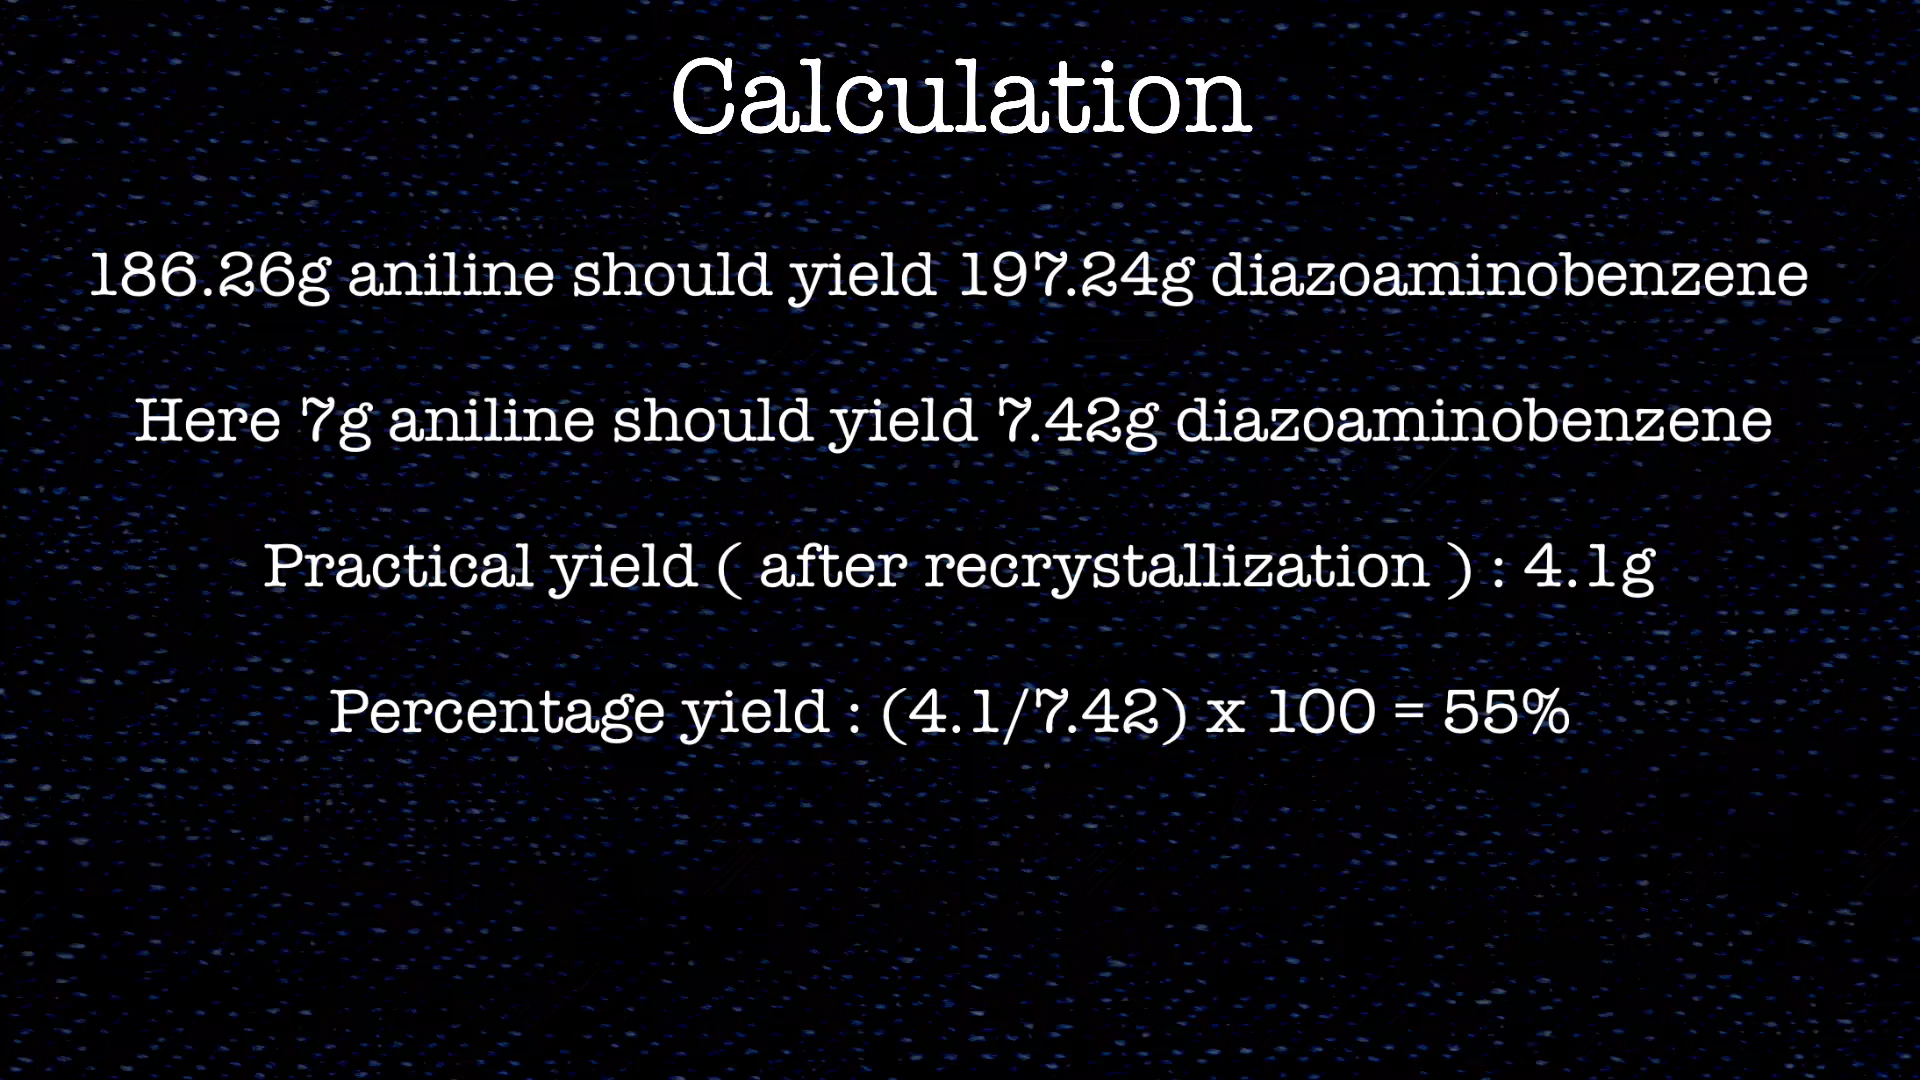 Calculation
186.26g aniline should yield 197.24g diazoaminobenzene
Here 7g aniline should yield 7.42g diazoaminobenzene
Practical yield ( after recrystallization ) : 4.1g
Percentage yield : (4.1/7.42) x 100 = 55%